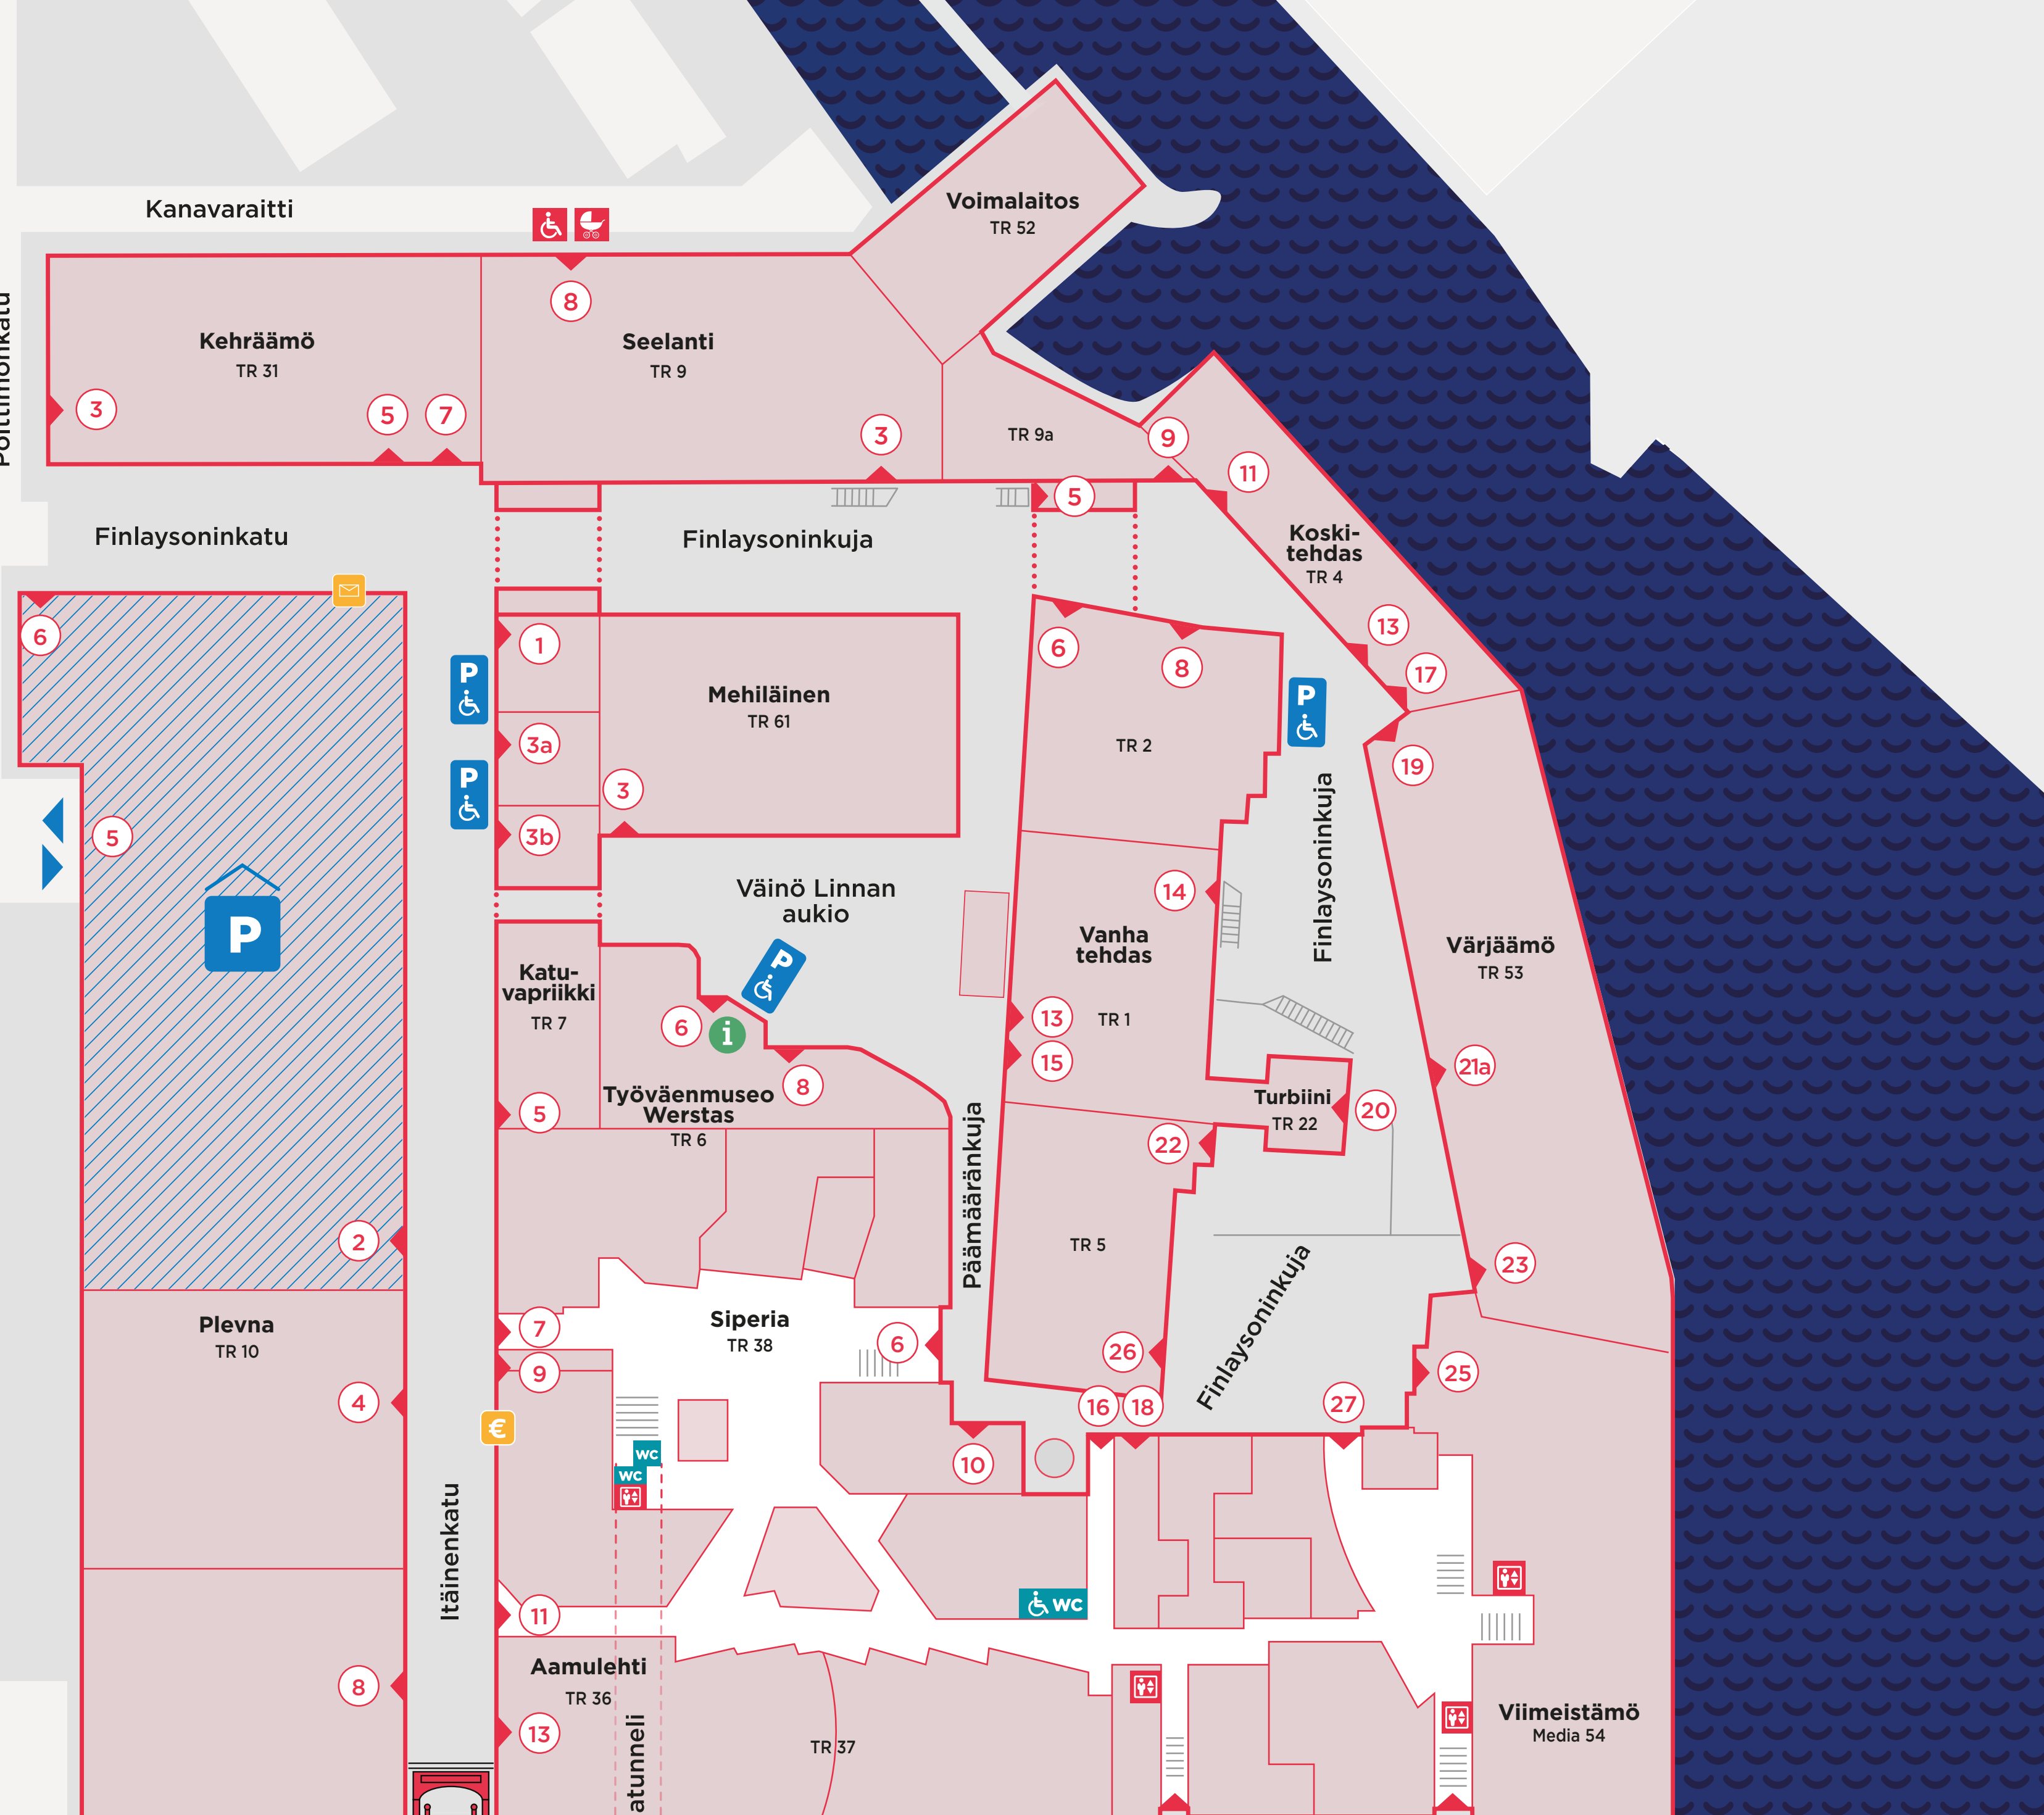 Kanavaraitti
Voimalaitos
TR 52
8
Kehräämö
TR 31
Seelanti
TR 9
3
5
7
3
TR 9a
9
11
5
Finlaysoninkatu
Finlaysoninkuja
Koski-
tehdas
TR 4
6
1
6
8
13
17
P
P
Mehiläinen
TR 61
TR 2
19
3a
P
3
3b
5
P
Väinö Linnan
aukio
14
Finlaysoninkuja
Vanha
tehdas
Värjäämö
TR 53
Katu-
vapriikki
TR 7
P
6
i
13
TR 1
15
8
21a
Työväenmuseo
Werstas
TR 6
5
Turbiini
TR 22
20
22
Päämääränkuja
2
TR 5
23
Finlaysoninkuja
Plevna
TR 10
7
Siperia
TR 38
6
26
9
25
4
€
16
18
27
10
WC
WC
Itäinenkatu
11
WC
Aamulehti
TR 36
8
13
TR 37
Viimeistämö
Media 54